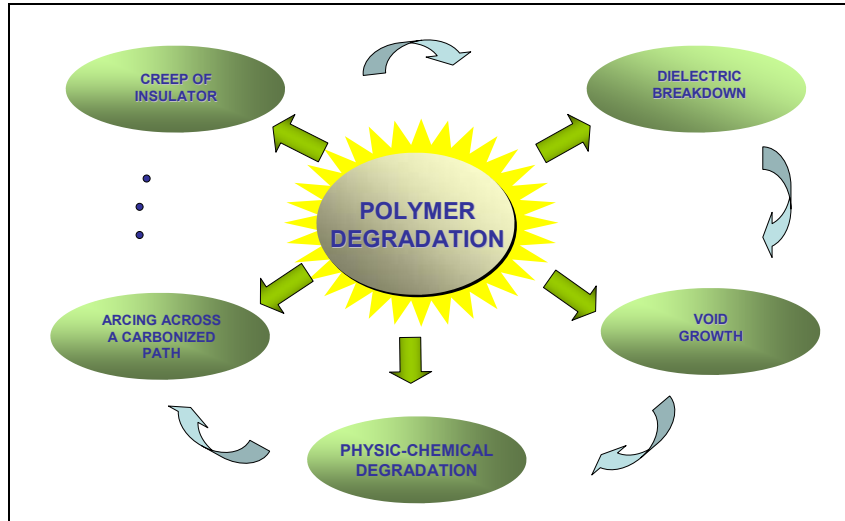 CREEP OF
INSULATOR
DIELECTRIC
BREAKDOWN
POLYMER
DEGRADATION
ARCING ACROSS
A CARBONIZED
PATH
VOID
GROWTH
PHYSIC-CHEMICAL
DEGRADATION